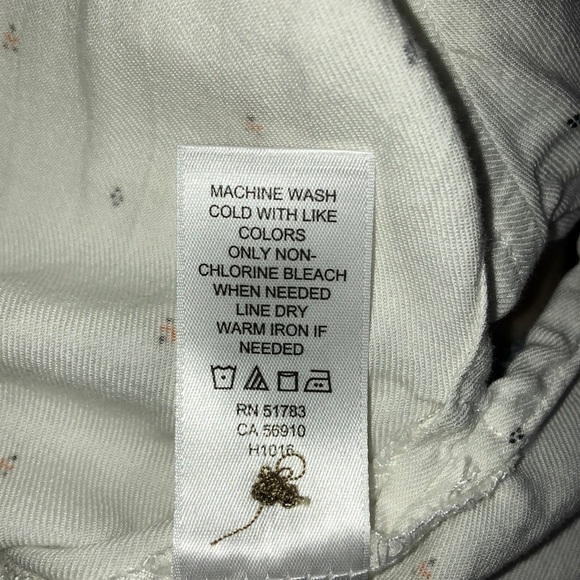 MACHINE WASH
COLD WITH LIKE
COLORS
ONLY NON-
CHLORINE BLEACH
WHEN NEEDED
LINE DRY
WARM IRON IF
NEEDED
RN 51783
CA 56910
H1016